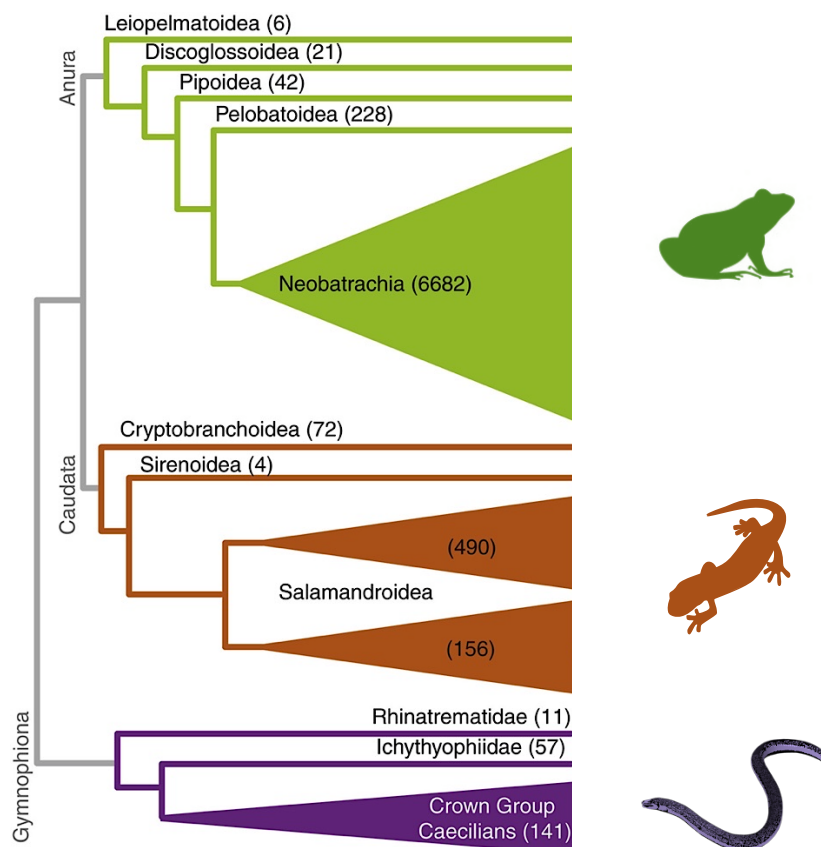 Leiopelmatoidea (6)
Discoglossoidea (21)
Pipoidea (42)
Pelobatoidea (228)
Neobatrachia (6682)
Anura
Cryptobranchoidea (72)
Sirenoidea (4)
(490)
Salamandroidea
(156)
Caudata
Rhinatrematidae (11)
Ichythyophiidae (57)
Crown Group
Caecilians (141)
Gymnophiona